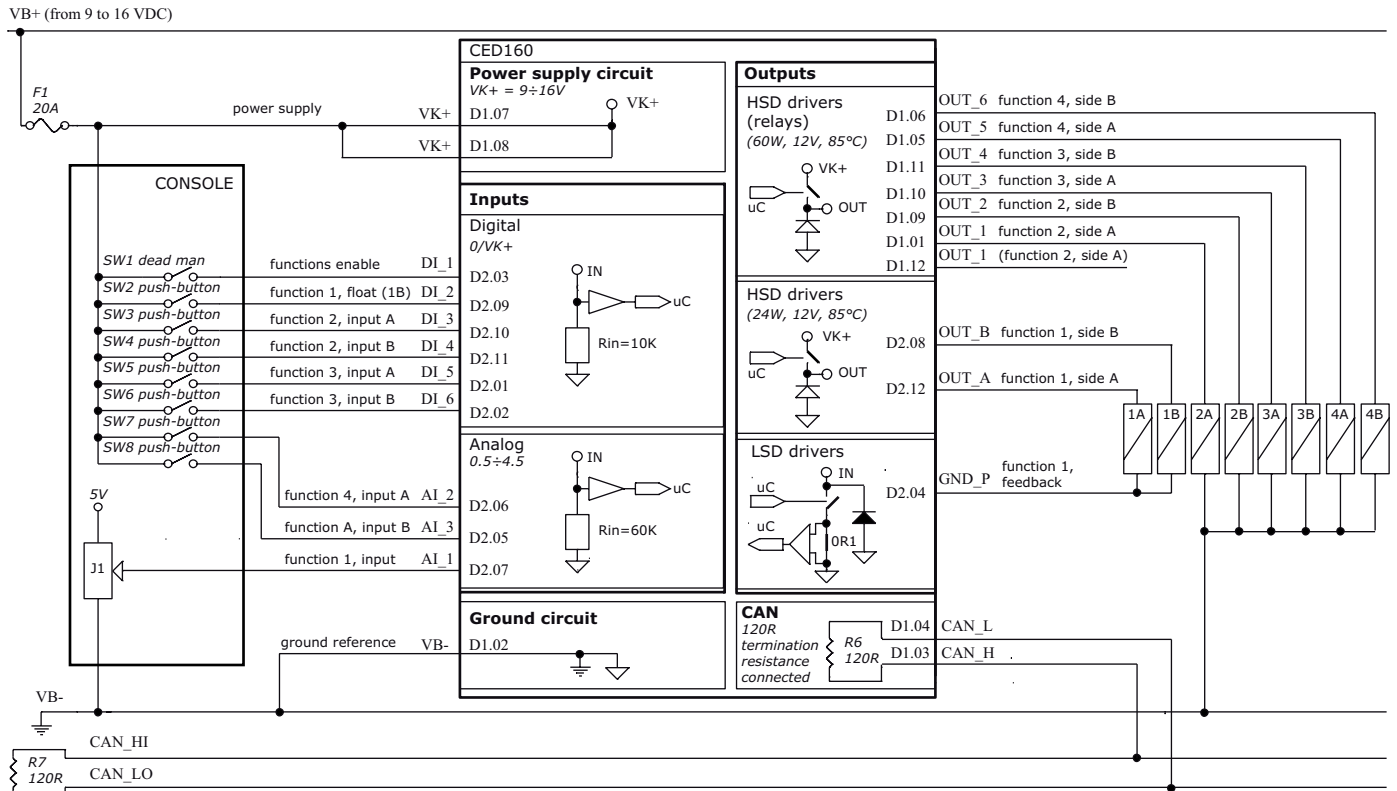 VB+ (from 9 to 16 VDC)
F1
20A
power supply
VK+
VK+
CED160
Power supply circuit
VK+ = 9÷16V
D1.07
D1.08
VK+
CONSOLE
SW1 dead man
SW2 push-button
SW3 push-button
SW4 push-button
SW5 push-button
SW6 push-button
SW7 push-button
SW8 push-button
5V
J1
functions enable DI_1
function 1, float (1B) DI_2
function 2, input A DI_3
function 2, input B DI_4
function 3, input A DI_5
function 3, input B DI_6
function 4, input A AI_2
function A, input B AI_3
function 1, input AI_1
ground reference VB-
Inputs
Digital
0/VK+
D2.03
D2.09
D2.10
D2.11
D2.01
D2.02
IN
uC
Rin=10K
Analog
0.5÷4.5
D2.06
D2.05
D2.07
IN
uC
Rin=60K
Ground circuit
D1.02
Outputs
HSD drivers
(relays)
(60W, 12V, 85°C)
VK+
uC
OUT
D1.06
D1.05
D1.11
D1.10
D1.09
D1.01
D1.12
OUT_6 function 4, side B
OUT_5 function 4, side A
OUT_4 function 3, side B
OUT_3 function 3, side A
OUT_2 function 2, side B
OUT_1 function 2, side A
OUT_1 (function 2, side A)
HSD drivers
(24W, 12V, 85°C)
VK+
uC
OUT
D2.08
D2.12
OUT_B function 1, side B
OUT_A function 1, side A
1A 1B 2A 2B 3A 3B 4A 4B
LSD drivers
IN
uC
uC
0R1
D2.04
GND_P function 1,
feedback
CAN
120R
termination
resistance
connected
R6
120R
D1.04 CAN_L
D1.03 CAN_H
VB-
CAN_HI
R7
120R
CAN_LO